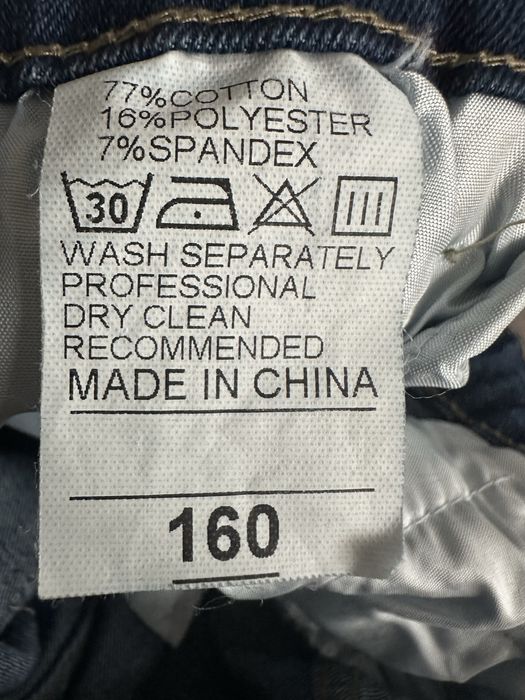 77%COTTON
16%POLYESTER
7%SPANDEX
30
WASH SEPARATELY
PROFESSIONAL
DRY CLEAN
RECOMMENDED
MADE IN CHINA
160